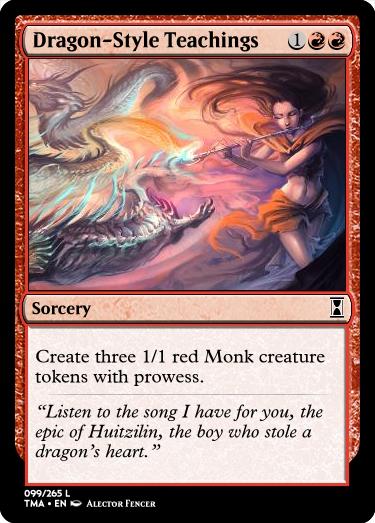 Dragon-Style Teachings 1
Sorcery
Create three 1/1 red Monk creature
tokens with prowess.
“Listen to the song I have for you, the
epic of Huitzilin, the boy who stole a
dragon’s heart.”
099/265 L
TMA • EN Alector Fencer